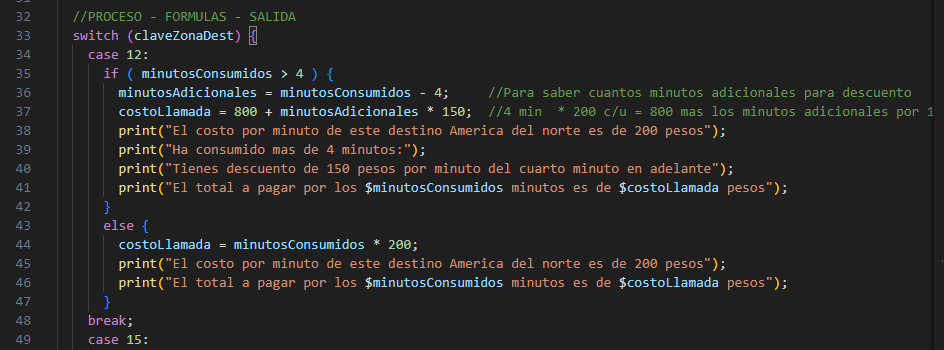 32 //PROCESO - FORMULAS - SALIDA
33 switch (claveZonaDest) {
34 case 12:
35 if ( minutosConsumidos > 4 ) {
36 minutosAdicionales = minutosConsumidos - 4; //Para saber cuantos minutos adicionales para descuento
37 costoLlamada = 800 + minutosAdicionales * 150; //4 min * 200 c/u = 800 mas los minutos adicionales por 1
38 print("El costo por minuto de este destino America del norte es de 200 pesos");
39 print("Ha consumido mas de 4 minutos:");
40 print("Tienes descuento de 150 pesos por minuto del cuarto minuto en adelante");
41 print("El total a pagar por los $minutosConsumidos minutos es de $costoLlamada pesos");
42 }
43 else {
44 costoLlamada = minutosConsumidos * 200;
45 print("El costo por minuto de este destino America del norte es de 200 pesos");
46 print("El total a pagar por los $minutosConsumidos minutos es de $costoLlamada pesos");
47 }
48 break;
49 case 15: